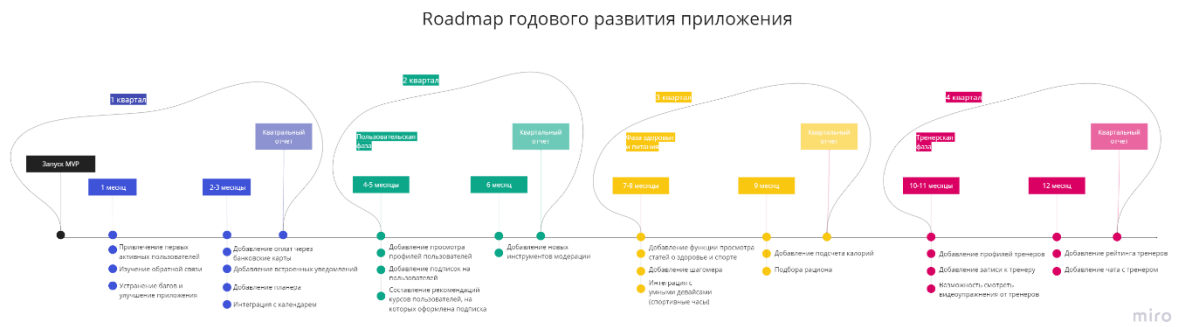 Roadmap годового развития приложения
1 квартал
Квартальный
отчет
Запуск MVP
1 месяц
2-3 месяцы
Привлечение первых
активных пользователей
Изучение обратной связи
Устранение багов и
улучшение приложения
Добавление оплат через
банковские карты
Добавление встроенных уведомлений
Добавление планера
Интеграция с календарем
2 квартал
Пользовательская
фаза
Квартальный
отчет
4-5 месяцы
6 месяц
Добавление просмотра
профилей пользователей
Добавление подписок на
пользователей
Составление рекомендаций
курсов пользователей, на
которых оформлена подписка
Добавление новых
инструментов модерации
3 квартал
Фаза здоровья
и питания
Квартальный
отчет
7-8 месяцы
9 месяц
Добавление функции просмотра
статей о здоровье и спорте
Добавление шагомера
Интеграция с
умными девайсами
(спортивные часы)
Добавление подсчета калорий
Подбора рациона
4 квартал
Тренерская
фаза
Квартальный
отчет
10-11 месяцы
12 месяц
Добавление профилей тренеров
Добавление записи к тренеру
Возможность смотреть
видеоупражнения от тренеров
Добавление рейтинга тренеров
Добавление чата с тренером
miro